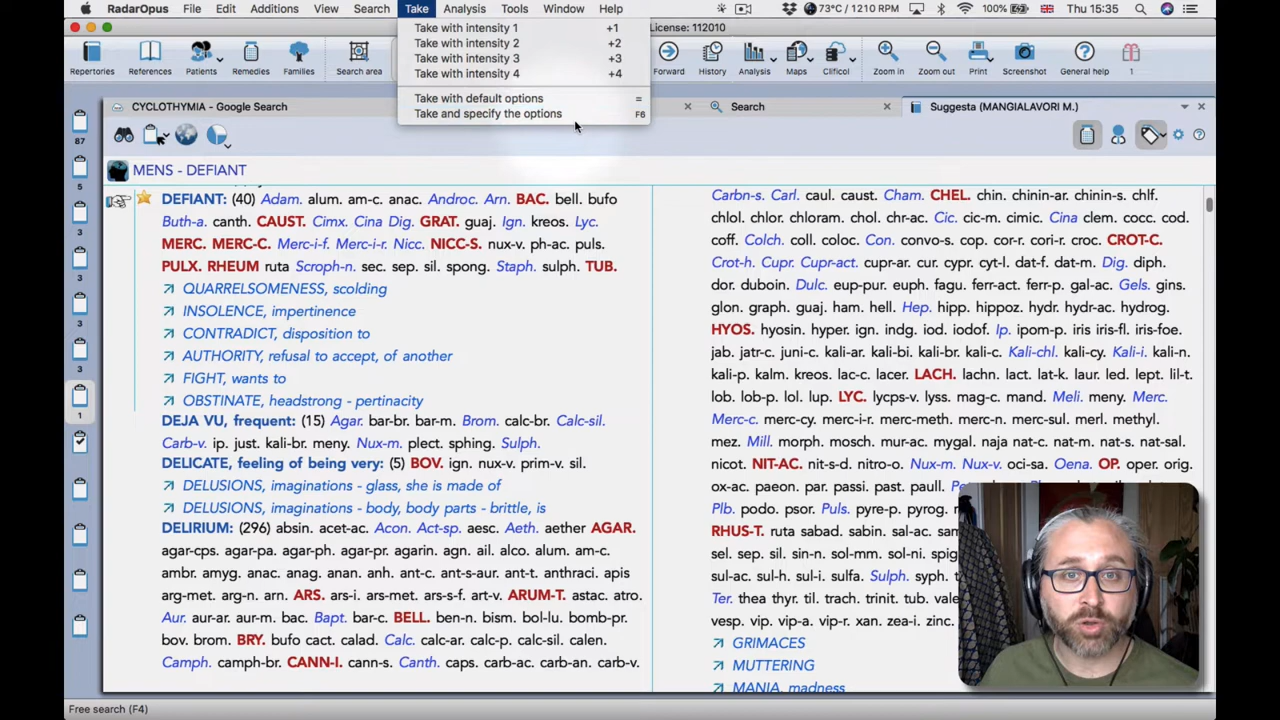 RadarOpus File Edit Additions View Search Take Analysis Tools Window Help 73°C / 1210 RPM 100% Thu 15:35
License: 112010
Take with intensity 1 +1
Take with intensity 2 +2
Take with intensity 3 +3
Take with intensity 4 +4
Take with default options =
Take and specify the options F6
Repertories References Patients Remedies Families Search area Forward History Analysis Maps Clificol Zoom in Zoom out Print Screenshot General help 1
CYCLOTHYMIA - Google Search
Search
Suggesta (MANGIALAVORI M.)
87
5
3
3
3
1
MENS - DEFIANT
DEFIANT: (40) Adam. alum. am-c. anac. Androc. Arn. BAC. bell. bufo
Buth-a. canth. CAUST. Cimx. Cina Dig. GRAT. guaj. Ign. kreos. Lyc.
MERC. MERC-C. Merc-i-f. Merc-i-r. Nicc. NICC-S. nux-v. ph-ac. puls.
PULX. RHEUM ruta Scroph-n. sec. sep. sil. spong. Staph. sulph. TUB.
QUARRELSOMENESS, scolding
INSOLENCE, impertinence
CONTRADICT, disposition to
AUTHORITY, refusal to accept, of another
FIGHT, wants to
OBSTINATE, headstrong - pertinacity
DEJA VU, frequent: (15) Agar. bar-br. bar-m. Brom. calc-br. Calc-sil.
Carb-v. ip. just. kali-br. meny. Nux-m. plect. sphing. Sulph.
DELICATE, feeling of being very: (5) BOV. ign. nux-v. prim-v. sil.
DELUSIONS, imaginations - glass, she is made of
DELUSIONS, imaginations - body, body parts - brittle, is
DELIRIUM: (296) absin. acet-ac. Acon. Act-sp. aesc. Aeth. aether AGAR.
agar-cps. agar-pa. agar-ph. agar-pr. agarin. agn. ail. alco. alum. am-c.
ambr. amyg. anac. anag. anan. anh. ant-c. ant-s-aur. ant-t. anthraci. apis
arg-met. arg-n. arn. ARS. ars-i. ars-met. ars-s-f. art-v. ARUM-T. astac. atro.
Aur. aur-ar. aur-m. bac. Bapt. bar-c. BELL. ben-n. bism. bol-lu. bomb-pr.
bov. brom. BRY. bufo cact. calad. Calc. calc-ar. calc-p. calc-sil. calen.
Camph. camph-br. CANN-I. cann-s. Canth. caps. carb-ac. carb-an. carb-v.
Carbn-s. Carl. caul. caust. Cham. CHEL. chin. chinin-ar. chinin-s. chlf.
chlol. chlor. chloram. chol. chr-ac. Cic. cic-m. cimic. Cina clem. cocc. cod.
coff. Colch. coll. coloc. Con. convo-s. cop. cor-r. cori-r. croc. CROT-C.
Crot-h. Cupr. Cupr-act. cupr-ar. cur. cypr. cyt-l. dat-f. dat-m. Dig. diph.
dor. duboin. Dulc. eup-pur. euph. fagu. ferr-act. ferr-p. gal-ac. Gels. gins.
glon. graph. guaj. ham. hell. Hep. hipp. hippoz. hydr. hydr-ac. hydrog.
HYOS. hyosin. hyper. ign. indg. iod. iodof. Ip. ipom-p. iris iris-fl. iris-foe.
jab. jatr-c. juni-c. kali-ar. kali-bi. kali-br. kali-c. Kali-chl. kali-cy. Kali-i. kali-n.
kali-p. kalm. kreos. lac-c. lacer. LACH. lachn. lact. lat-k. laur. led. lept. lil-t.
lob. lob-p. lol. lup. LYC. lycps-v. lyss. mag-c. mand. Meli. meny. Merc.
Merc-c. merc-cy. merc-i-r. merc-meth. merc-n. merc-sul. merl. methyl.
mez. Mill. morph. mosch. mur-ac. mygal. naja nat-c. nat-m. nat-s. nat-sal.
nicot. NIT-AC. nit-s-d. nitro-o. Nux-m. Nux-v. oci-sa. Oena. OP. oper. orig.
ox-ac. paeon. par. passi. past. paull.
Plb. podo. psor. Ptel. Puls. pyre-p. pyrog.
RHUS-T. ruta sabad. sabin. sal-ac.
sel. sep. sil. sin-n. sol-mm. sol-ni. spig
sul-ac. sul-h. sul-i. sulfa. Sulph. syph.
Ter. thea thyr. til. trach. trinit. tub.
vesp. vip. vip-a. vip-r. xan. zea-i. zinc.
GRIMACES
MUTTERING
MANIA, madness
Free search (F4)